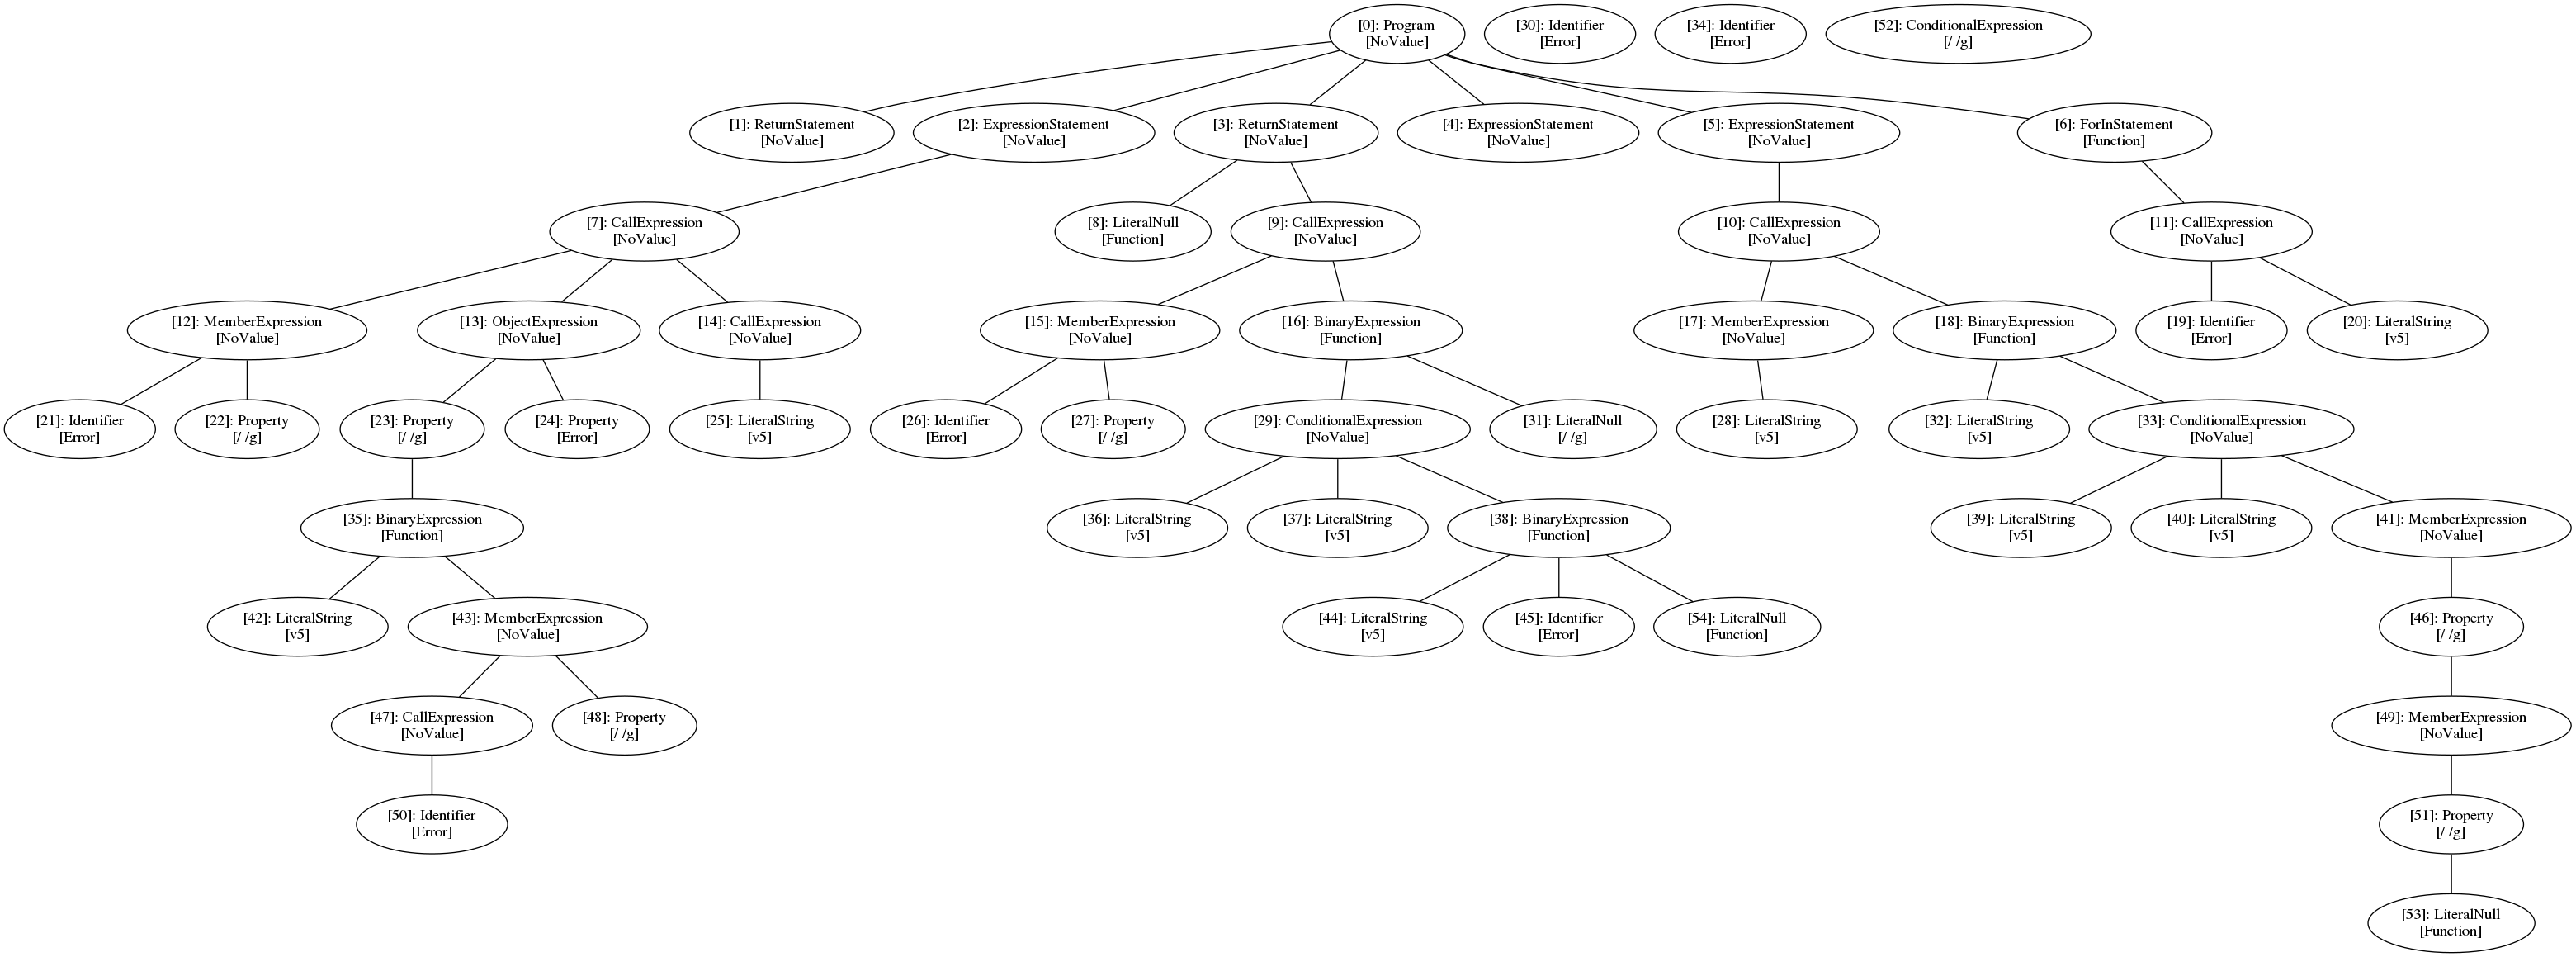 [0]: Program
[NoValue]
[30]: Identifier
[Error]
[34]: Identifier
[Error]
[52]: ConditionalExpression
[/ /g]
[1]: ReturnStatement
[NoValue]
[2]: ExpressionStatement
[NoValue]
[3]: ReturnStatement
[NoValue]
[4]: ExpressionStatement
[NoValue]
[5]: ExpressionStatement
[NoValue]
[6]: ForInStatement
[Function]
[7]: CallExpression
[NoValue]
[8]: LiteralNull
[Function]
[9]: CallExpression
[NoValue]
[10]: CallExpression
[NoValue]
[11]: CallExpression
[NoValue]
[12]: MemberExpression
[NoValue]
[13]: ObjectExpression
[NoValue]
[14]: CallExpression
[NoValue]
[15]: MemberExpression
[NoValue]
[16]: BinaryExpression
[Function]
[17]: MemberExpression
[NoValue]
[18]: BinaryExpression
[Function]
[19]: Identifier
[Error]
[20]: LiteralString
[v5]
[21]: Identifier
[Error]
[22]: Property
[/ /g]
[23]: Property
[/ /g]
[24]: Property
[Error]
[25]: LiteralString
[v5]
[26]: Identifier
[Error]
[27]: Property
[/ /g]
[29]: ConditionalExpression
[NoValue]
[31]: LiteralNull
[/ /g]
[28]: LiteralString
[v5]
[32]: LiteralString
[v5]
[33]: ConditionalExpression
[NoValue]
[35]: BinaryExpression
[Function]
[36]: LiteralString
[v5]
[37]: LiteralString
[v5]
[38]: BinaryExpression
[Function]
[39]: LiteralString
[v5]
[40]: LiteralString
[v5]
[41]: MemberExpression
[NoValue]
[42]: LiteralString
[v5]
[43]: MemberExpression
[NoValue]
[44]: LiteralString
[v5]
[45]: Identifier
[Error]
[54]: LiteralNull
[Function]
[46]: Property
[/ /g]
[47]: CallExpression
[NoValue]
[48]: Property
[/ /g]
[49]: MemberExpression
[NoValue]
[50]: Identifier
[Error]
[51]: Property
[/ /g]
[53]: LiteralNull
[Function]